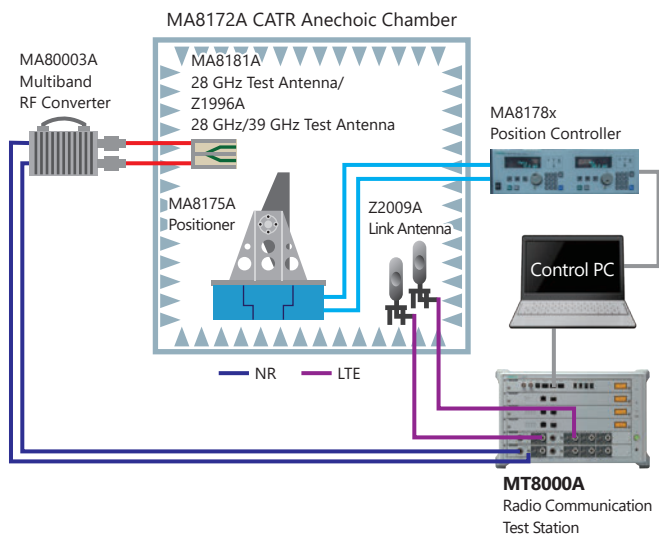 MA8172A CATR Anechoic Chamber
MA80003A
Multiband
RF Converter
MA8181A
28 GHz Test Antenna/
Z1996A
28 GHz/39 GHz Test Antenna
MA8178x
Position Controller
MA8175A
Positioner
Z2009A
Link Antenna
Control PC
NR
LTE
MT8000A
Radio Communication
Test Station